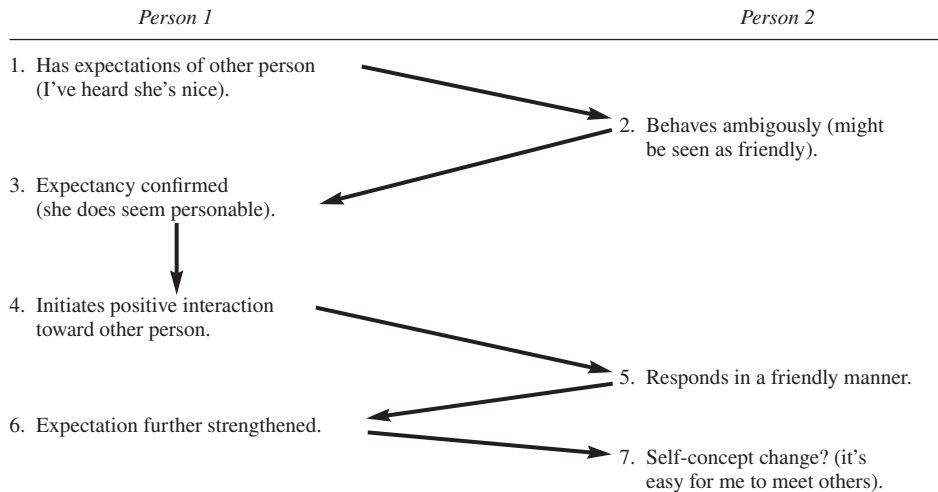 Person 1
Person 2
1. Has expectations of other person
(I've heard she's nice).
2. Behaves ambigously (might
be seen as friendly).
3. Expectancy confirmed
(she does seem personable).
4. Initiates positive interaction
toward other person.
5. Responds in a friendly manner.
6. Expectation further strengthened.
7. Self-concept change? (it's
easy for me to meet others).